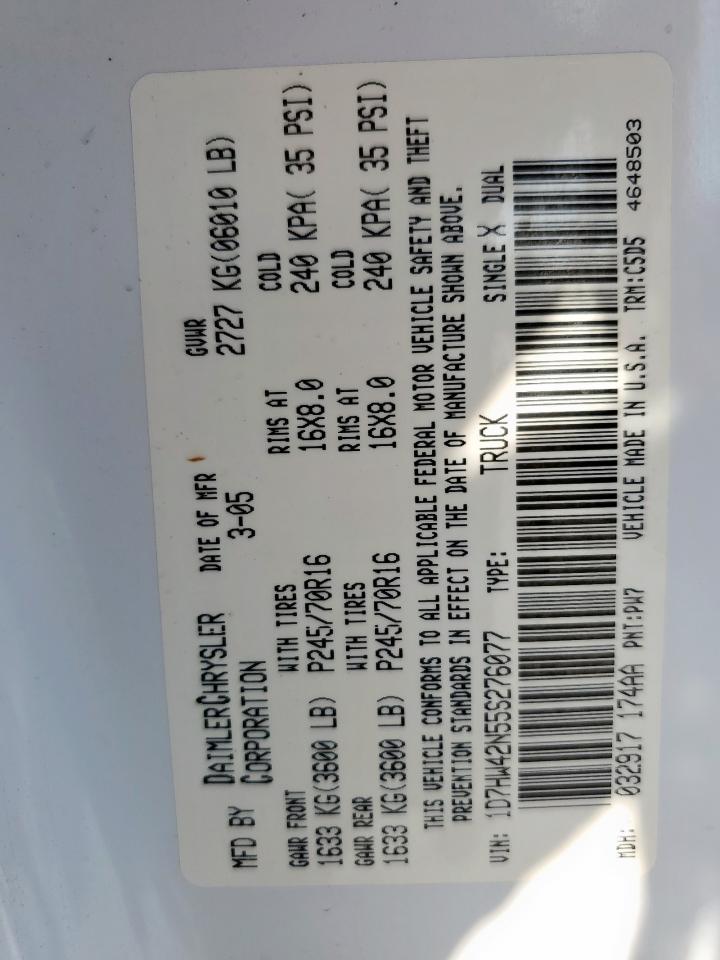 MFD BY DAIMLERCHRYSLER CORPORATION DATE OF MFR 3-05 GVWR 2727 KG(06010 LB)
GAWR FRONT WITH TIRES RIMS AT COLD
1633 KG(3600 LB) P245/70R16 16X8.0 240 KPA( 35 PSI)
GAWR REAR WITH TIRES RIMS AT COLD
1633 KG(3600 LB) P245/70R16 16X8.0 240 KPA( 35 PSI)
THIS VEHICLE CONFORMS TO ALL APPLICABLE FEDERAL MOTOR VEHICLE SAFETY AND THEFT
PREVENTION STANDARDS IN EFFECT ON THE DATE OF MANUFACTURE SHOWN ABOVE.
VIN: 1D7HW42N55S276077 TYPE: TRUCK SINGLE X DUAL
MDH: 032917 174AA PNT:PW7 VEHICLE MADE IN U.S.A. TRM:C5D5 4648503